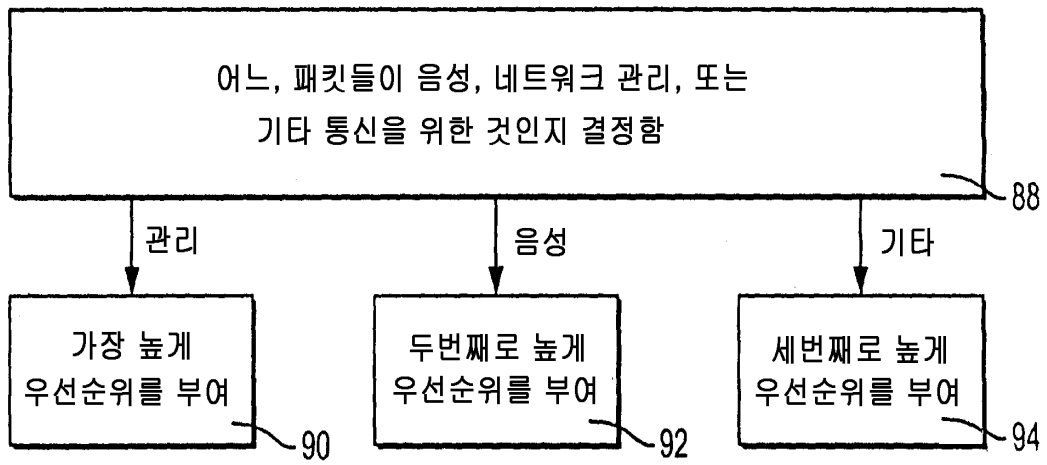 어느, 패킷들이 음성, 네트워크 관리, 또는
기타 통신을 위한 것인지 결정함
88
관리
음성
기타
가장 높게
우선순위를 부여
90
두번째로 높게
우선순위를 부여
92
세번째로 높게
우선순위를 부여
94